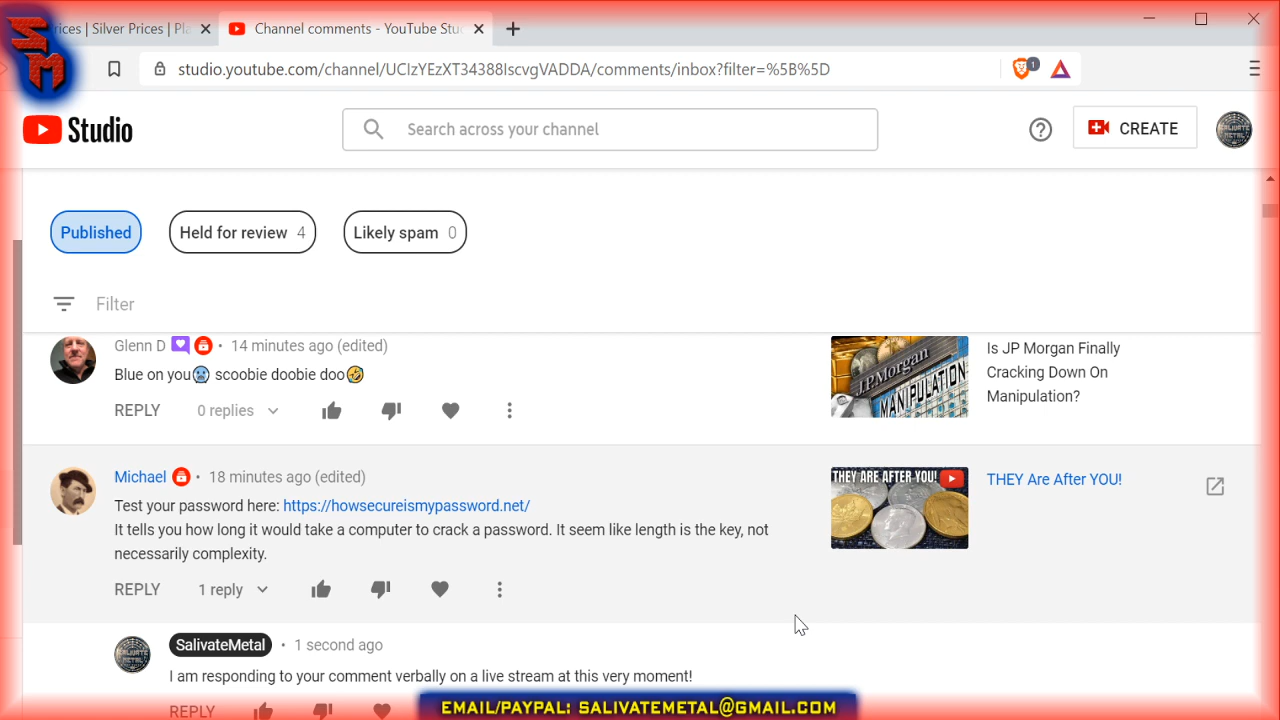 SM
rices | Silver Prices | Pla
Channel comments - YouTube Stu
studio.youtube.com/channel/UCIzYEzXT34388IscvgVADDA/comments/inbox?filter=%5B%5D
1
Studio
Search across your channel
CREATE
Published
Held for review 4
Likely spam 0
Filter
Glenn D • 14 minutes ago (edited)
Blue on you🥶 scoobie doobie doo🤣
REPLY 0 replies
J.P.Morgan
MANIPULATION
Is JP Morgan Finally
Cracking Down On
Manipulation?
Michael • 18 minutes ago (edited)
Test your password here: https://howsecureismypassword.net/
It tells you how long it would take a computer to crack a password. It seem like length is the key, not
necessarily complexity.
REPLY 1 reply
THEY ARE AFTER YOU!
THEY Are After YOU!
SalivateMetal • 1 second ago
I am responding to your comment verbally on a live stream at this very moment!
REPLY
EMAIL/PAYPAL: SALIVATEMETAL@GMAIL.COM